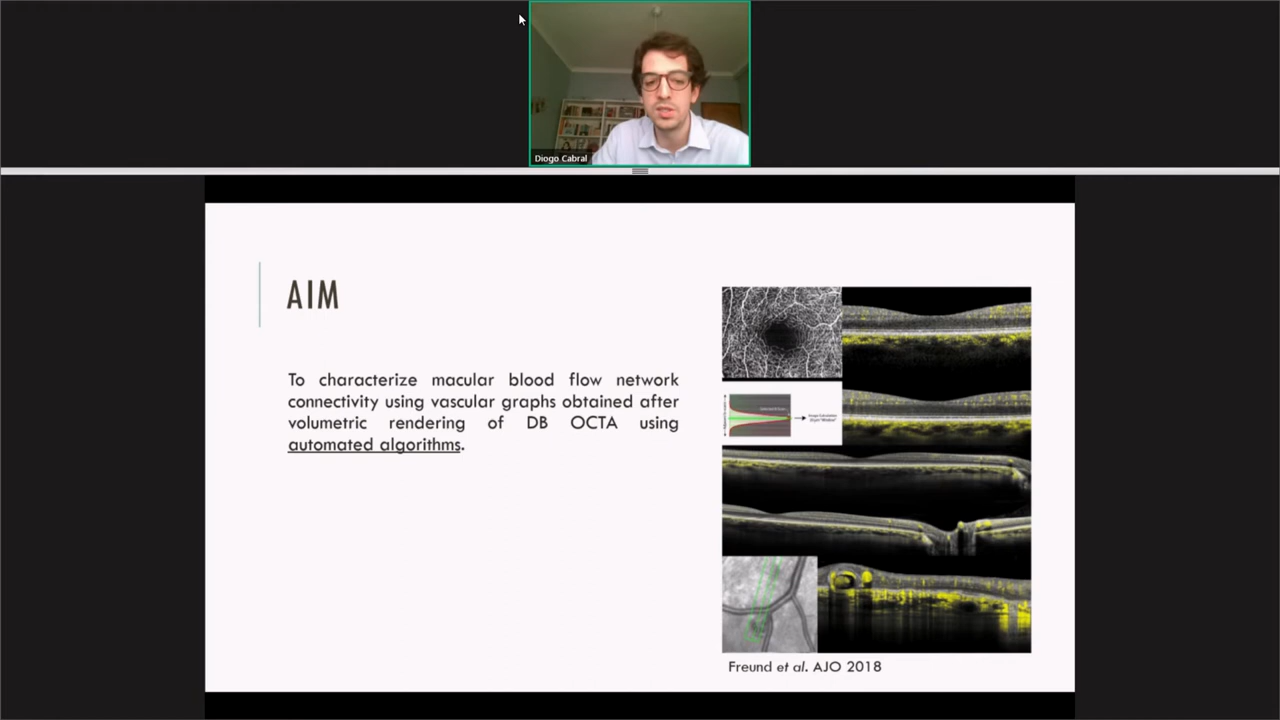 Diogo Cabral
AIM
To characterize macular blood flow network
connectivity using vascular graphs obtained after
volumetric rendering of DB OCTA using
automated algorithms.
Freund et al. AJO 2018